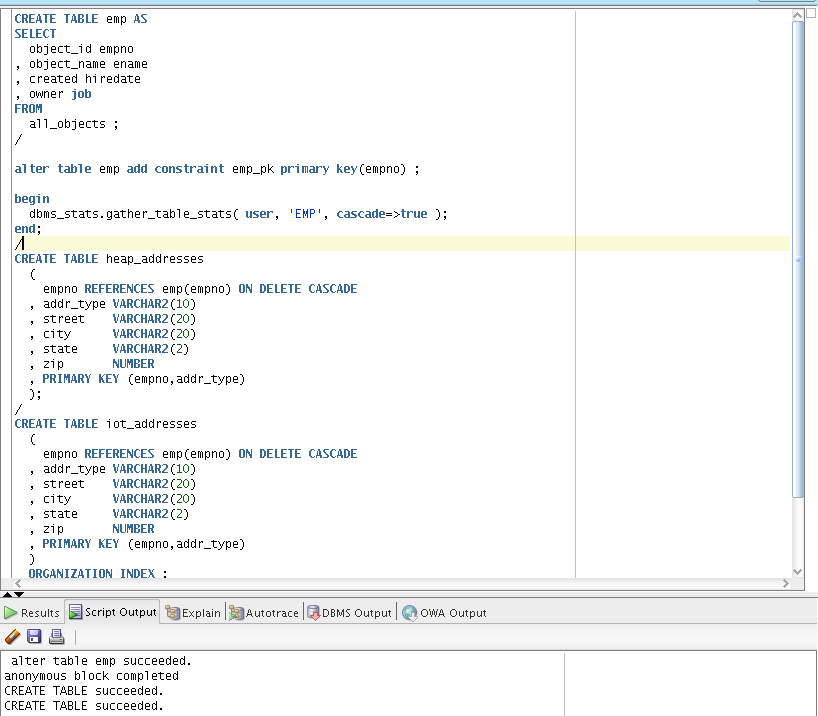 CREATE TABLE emp AS
SELECT
  object_id empno
, object_name ename
, created hiredate
, owner job
FROM
  all_objects ;
/

alter table emp add constraint emp_pk primary key(empno) ;

begin
  dbms_stats.gather_table_stats( user, 'EMP', cascade=>true );
end;
/
CREATE TABLE heap_addresses
  (
    empno REFERENCES emp(empno) ON DELETE CASCADE
  , addr_type VARCHAR2(10)
  , street    VARCHAR2(20)
  , city      VARCHAR2(20)
  , state     VARCHAR2(2)
  , zip       NUMBER
  , PRIMARY KEY (empno,addr_type)
  );
/
CREATE TABLE iot_addresses
  (
    empno REFERENCES emp(empno) ON DELETE CASCADE
  , addr_type VARCHAR2(10)
  , street    VARCHAR2(20)
  , city      VARCHAR2(20)
  , state     VARCHAR2(2)
  , zip       NUMBER
  , PRIMARY KEY (empno,addr_type)
  )
  ORGANIZATION INDEX ;
Results Script Output Explain Autotrace DBMS Output OWA Output
 alter table emp succeeded.
anonymous block completed
CREATE TABLE succeeded.
CREATE TABLE succeeded.